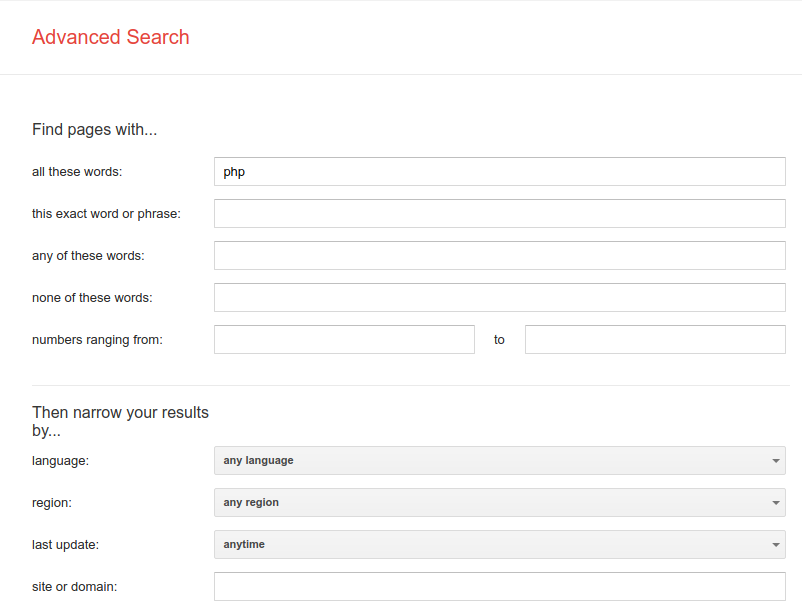 Advanced Search
Find pages with...
all these words: php
this exact word or phrase:
any of these words:
none of these words:
numbers ranging from: to
Then narrow your results
by...
language: any language
region: any region
last update: anytime
site or domain: